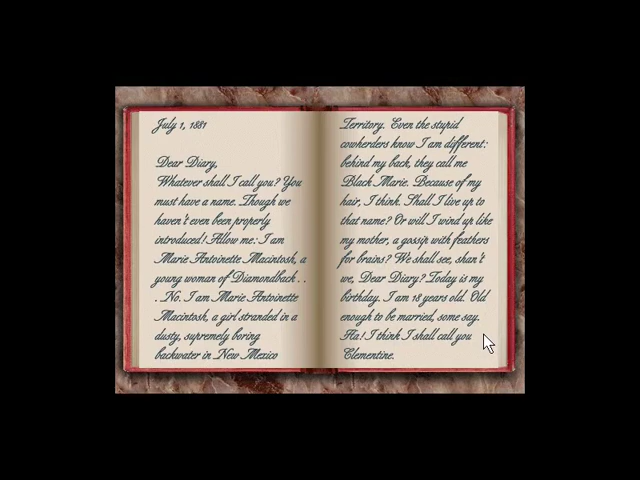 July 1, 1881
Dear Diary,
Whatever shall I call you? You
must have a name. Though we
haven't even been properly
introduced! Allow me: I am
Marie Antoinette Macintosh, a
young woman of Diamondback . .
. No. I am Marie Antoinette
Macintosh, a girl stranded in a
dusty, supremely boring
backwater in New Mexico
Territory. Even the stupid
cowherders know I am different:
behind my back, they call me
Black Marie. Because of my
hair, I think. Shall I live up to
that name? Or will I wind up like
my mother, a gossip with feathers
for brains? We shall see, shan't
we, Dear Diary? Today is my
birthday. I am 18 years old. Old
enough to be married, some say.
Ha! I think I shall call you
Clementine.